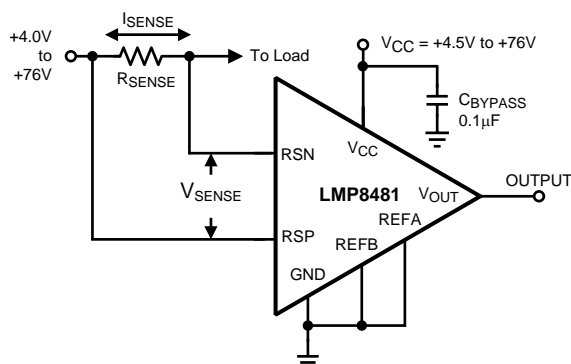 +4.0V
to
+76V
ISENSE
RSENSE
To Load
VCC = +4.5V to +76V
CBYPASS
0.1µF
RSN
VCC
VSENSE
LMP8481
VOUT
OUTPUT
REFA
RSP
REFB
GND